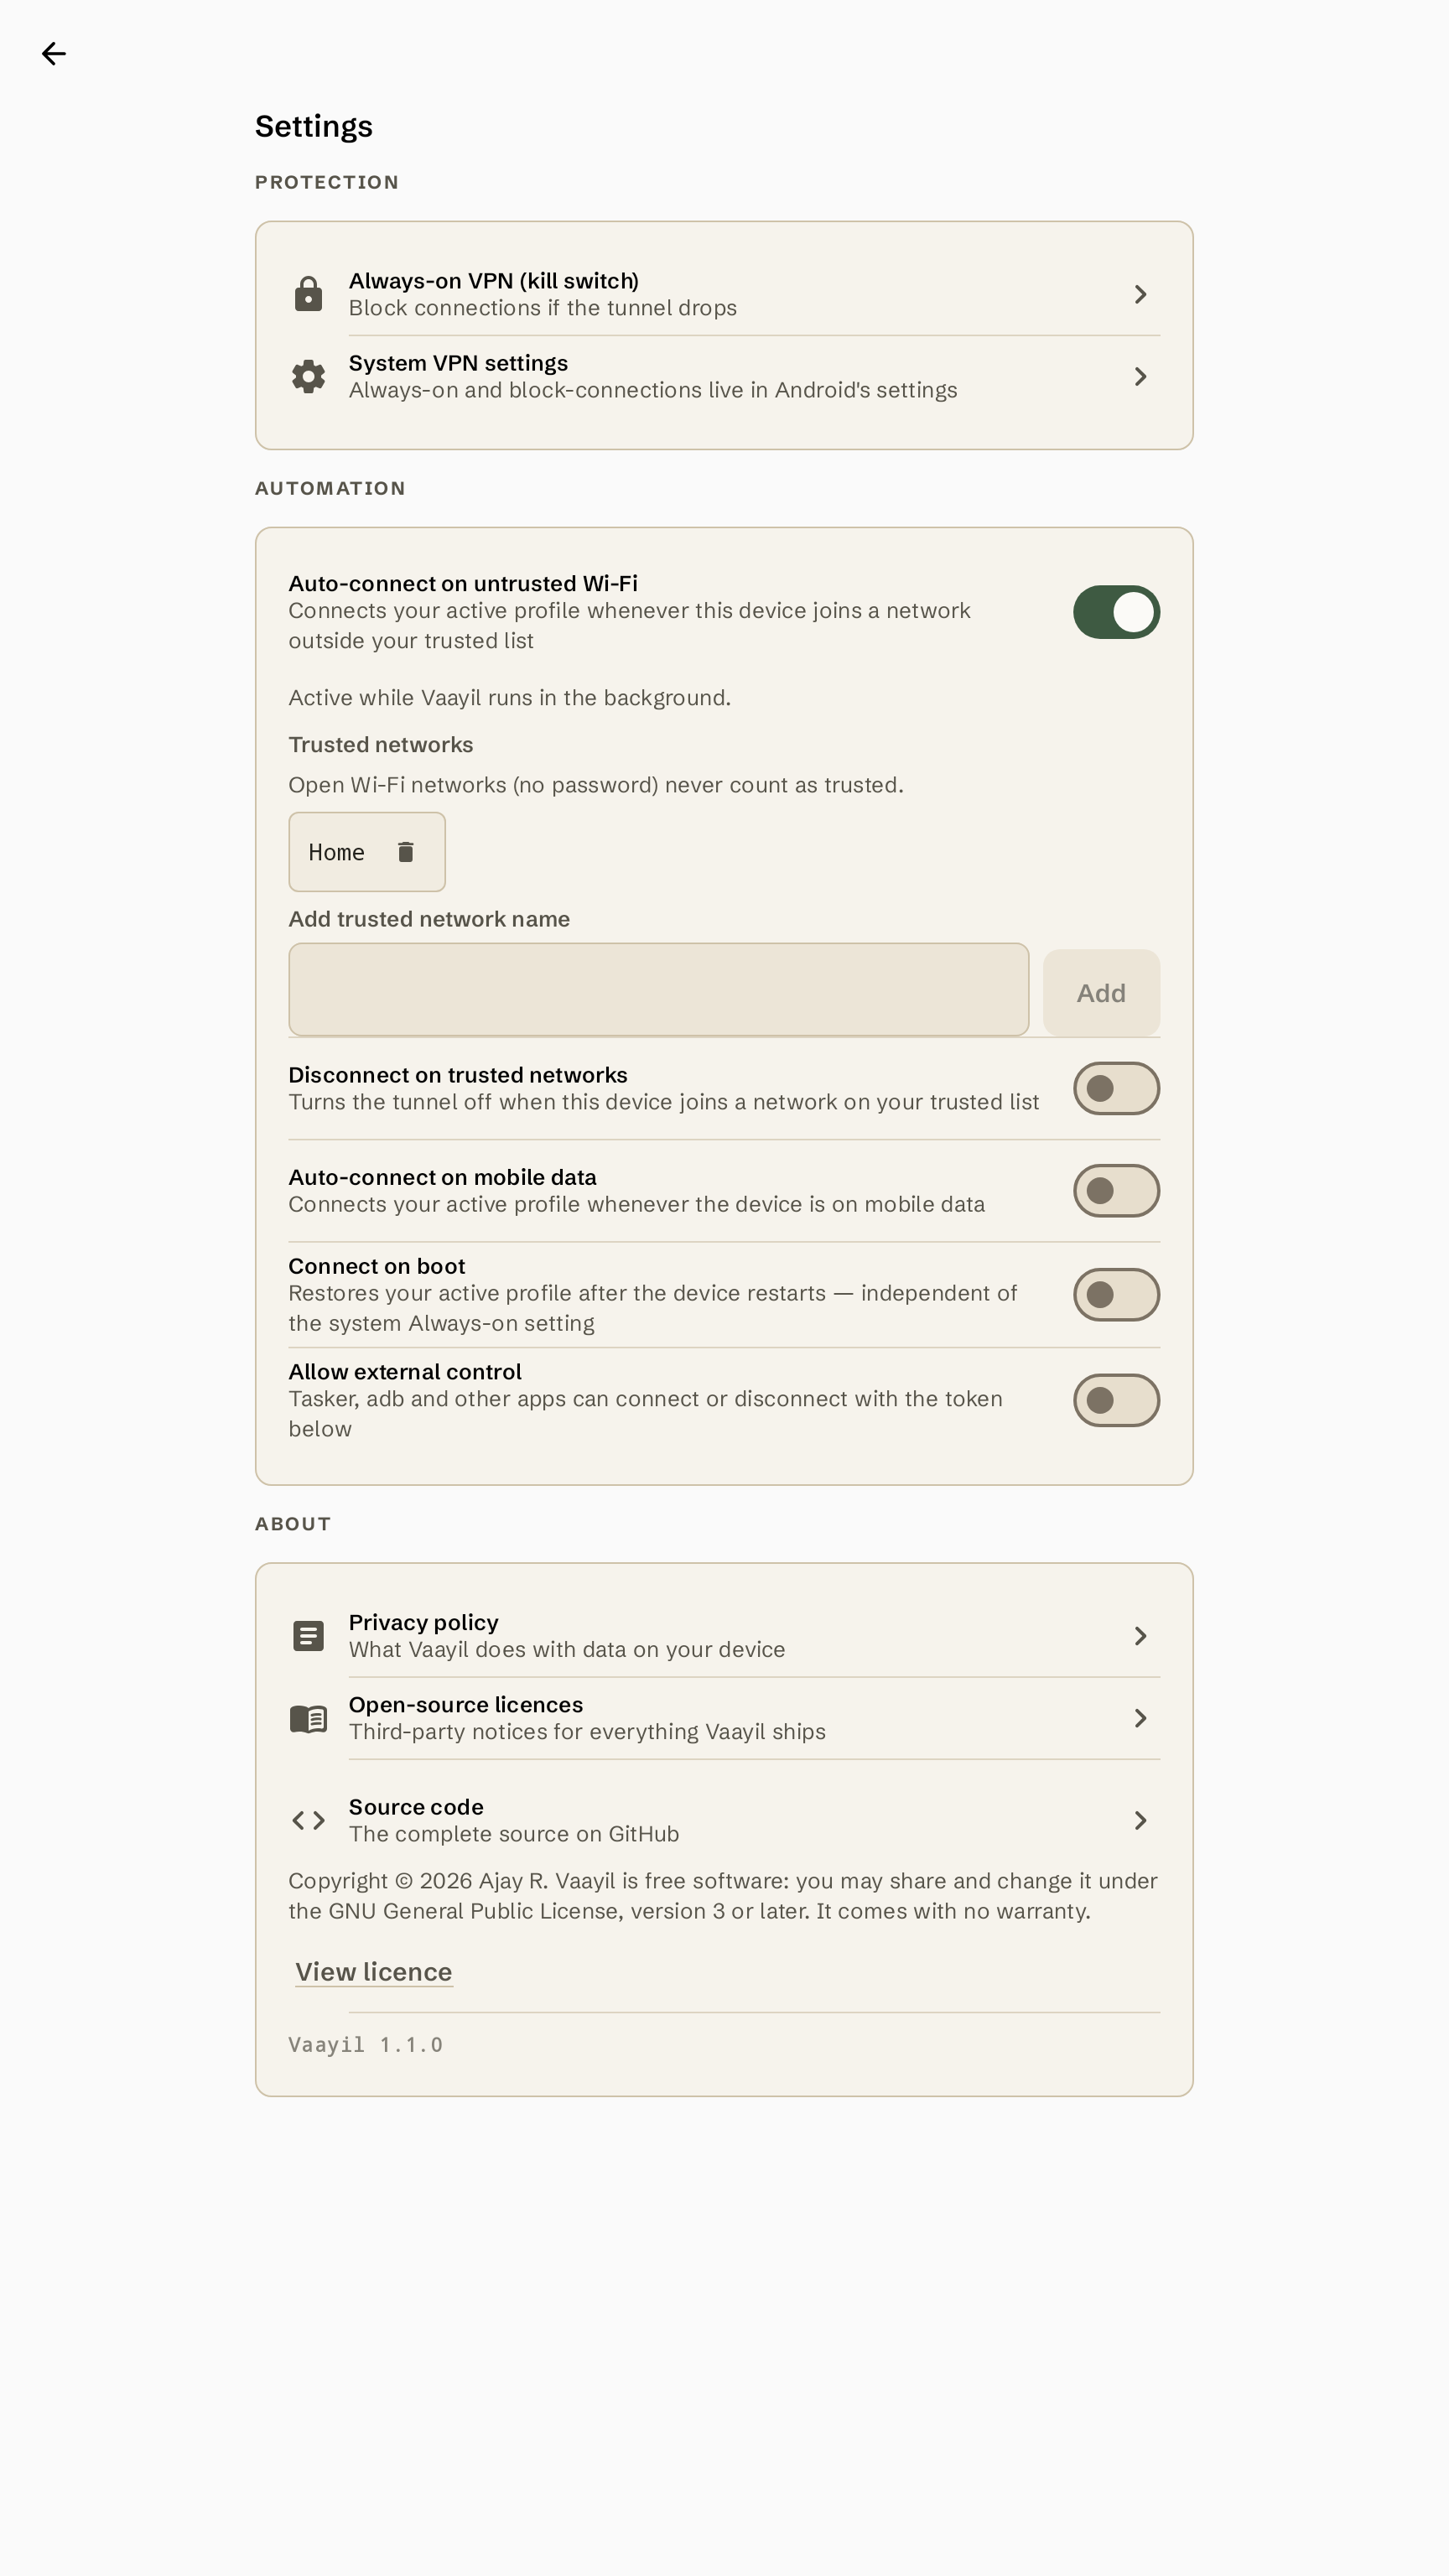 Settings
PROTECTION
Always-on VPN (kill switch)
Block connections if the tunnel drops
System VPN settings
Always-on and block-connections live in Android's settings
AUTOMATION
Auto-connect on untrusted Wi-Fi
Connects your active profile whenever this device joins a network
outside your trusted list
Active while Vaayil runs in the background.
Trusted networks
Open Wi-Fi networks (no password) never count as trusted.
Home
Add trusted network name
Add
Disconnect on trusted networks
Turns the tunnel off when this device joins a network on your trusted list
Auto-connect on mobile data
Connects your active profile whenever the device is on mobile data
Connect on boot
Restores your active profile after the device restarts — independent of
the system Always-on setting
Allow external control
Tasker, adb and other apps can connect or disconnect with the token
below
ABOUT
Privacy policy
What Vaayil does with data on your device
Open-source licences
Third-party notices for everything Vaayil ships
Source code
The complete source on GitHub
Copyright © 2026 Ajay R. Vaayil is free software: you may share and change it under
the GNU General Public License, version 3 or later. It comes with no warranty.
View licence
Vaayil 1.1.0